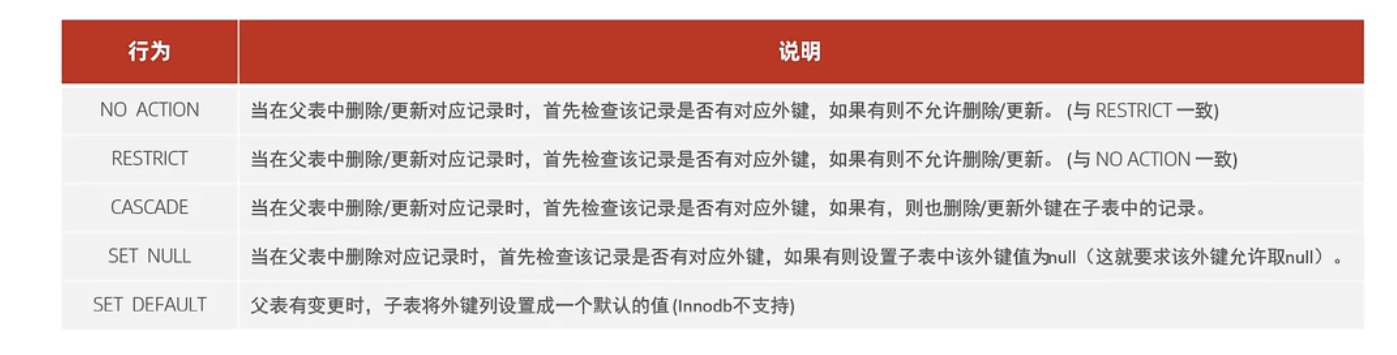 行为 说明
NO ACTION 当在父表中删除/更新对应记录时，首先检查该记录是否有对应外键，如果有则不允许删除/更新。 (与 RESTRICT 一致)
RESTRICT 当在父表中删除/更新对应记录时，首先检查该记录是否有对应外键，如果有则不允许删除/更新。 (与 NO ACTION 一致)
CASCADE 当在父表中删除/更新对应记录时，首先检查该记录是否有对应外键，如果有，则也删除/更新外键在子表中的记录。
SET NULL 当在父表中删除对应记录时，首先检查该记录是否有对应外键，如果有则设置子表中该外键值为null（这就要求该外键允许取null）。
SET DEFAULT 父表有变更时，子表将外键列设置成一个默认的值 (Innodb不支持)